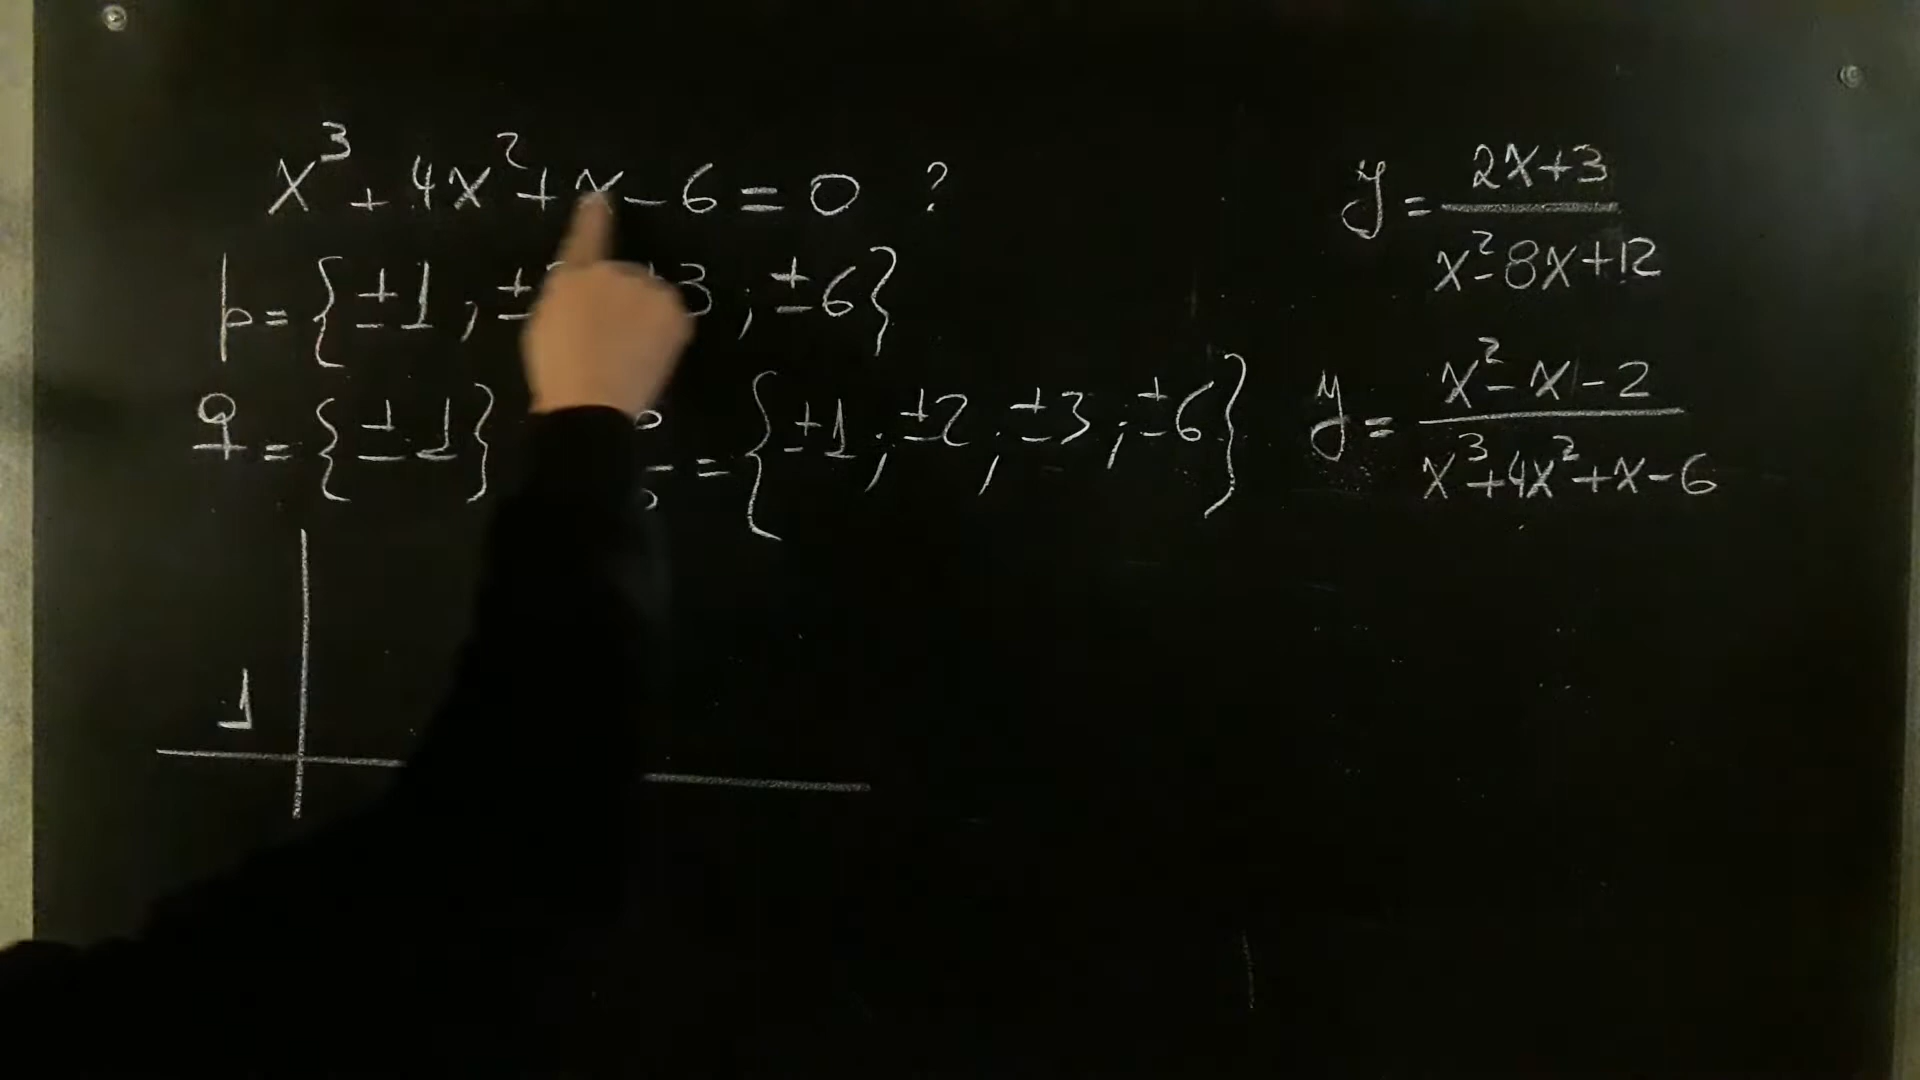 x³ + 4x² + x - 6 = 0 ?
p = {±1, ± ±3; ±6}
q = {±1} = {±1; ±2; ±3; ±6}
1
y = (2x+3)/(x²-8x+12)
y = (x²-x-2)/(x³+4x²+x-6)